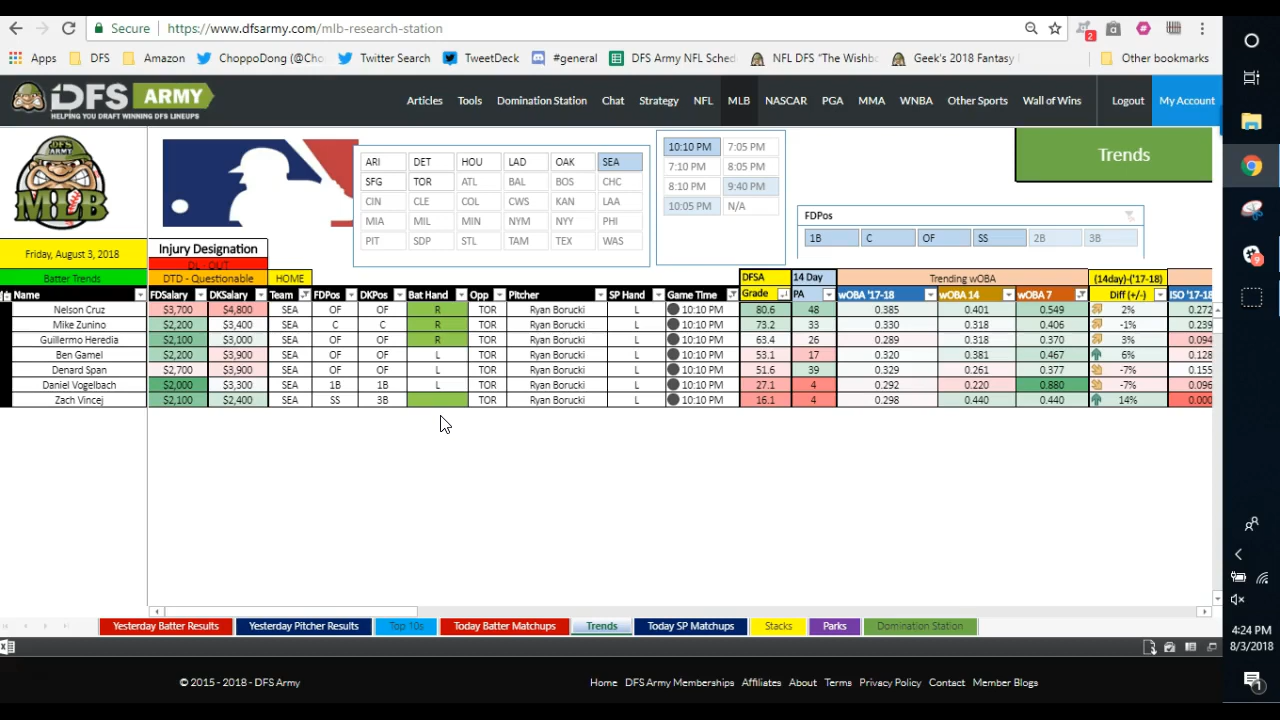 Secure https://www.dfsarmy.com/mlb-research-station 2
Apps DFS Amazon ChoppoDFS (@Cho Twitter Search TweetDeck #general DFS Army NFL Sched NFL DFS "The Wishb Geek's 2018 Fantasy Other bookmarks
DFS ARMY
HELPING YOU DRAFT WINNING DFS LINEUPS
Articles Tools Domination Station Chat Strategy NFL MLB NASCAR PGA MMA WNBA Other Sports Wall of Wins Logout My Account
MLB
ARI DET HOU LAD OAK SEA
SFG TOR ATL BAL BOS CHC
CIN CLE COL CWS KAN LAA
MIA MIL MIN NYM NYY PHI
PIT SDP STL TAM TEX WAS
10:10 PM 7:05 PM
7:10 PM 8:05 PM
8:10 PM 9:40 PM
10:05 PM N/A
Trends
FDPos
1B C OF SS 2B 3B
Friday, August 3, 2018 Injury Designation
DL - OUT
Batter Trends DTD - Questionable HOME DFSA 14 Day Trending wOBA (14day)-('17-18)
Name FDSalary DKSalary Team FDPos DKPos Bat Hand Opp Pitcher SP Hand Game Time Grade PA wOBA '17-18 wOBA 14 wOBA 7 Diff (+/-) ISO '17-18
Nelson Cruz $3,700 $4,800 SEA OF OF R TOR Ryan Borucki L 10:10 PM 80.6 48 0.385 0.401 0.549 2% 0.272
Mike Zunino $2,200 $3,400 SEA C C R TOR Ryan Borucki L 10:10 PM 73.2 33 0.330 0.318 0.406 -1% 0.239
Guillermo Heredia $2,100 $3,000 SEA OF OF R TOR Ryan Borucki L 10:10 PM 63.4 26 0.289 0.318 0.370 3% 0.094
Ben Gamel $2,200 $3,900 SEA OF OF L TOR Ryan Borucki L 10:10 PM 53.1 17 0.320 0.381 0.467 6% 0.128
Denard Span $2,700 $3,900 SEA OF OF L TOR Ryan Borucki L 10:10 PM 51.6 39 0.329 0.261 0.377 -7% 0.155
Daniel Vogelbach $2,000 $3,300 SEA 1B 1B L TOR Ryan Borucki L 10:10 PM 27.1 4 0.292 0.220 0.880 -7% 0.096
Zach Vincej $2,100 $2,400 SEA SS 3B TOR Ryan Borucki L 10:10 PM 16.1 4 0.298 0.440 0.440 14% 0.000
Yesterday Batter Results Yesterday Pitcher Results Top 10s Today Batter Matchups Trends Today SP Matchups Stacks Parks Domination Station
© 2015 - 2018 - DFS Army Home DFS Army Memberships Affiliates About Terms Privacy Policy Contact Member Blogs
9
4:24 PM
8/3/2018
1